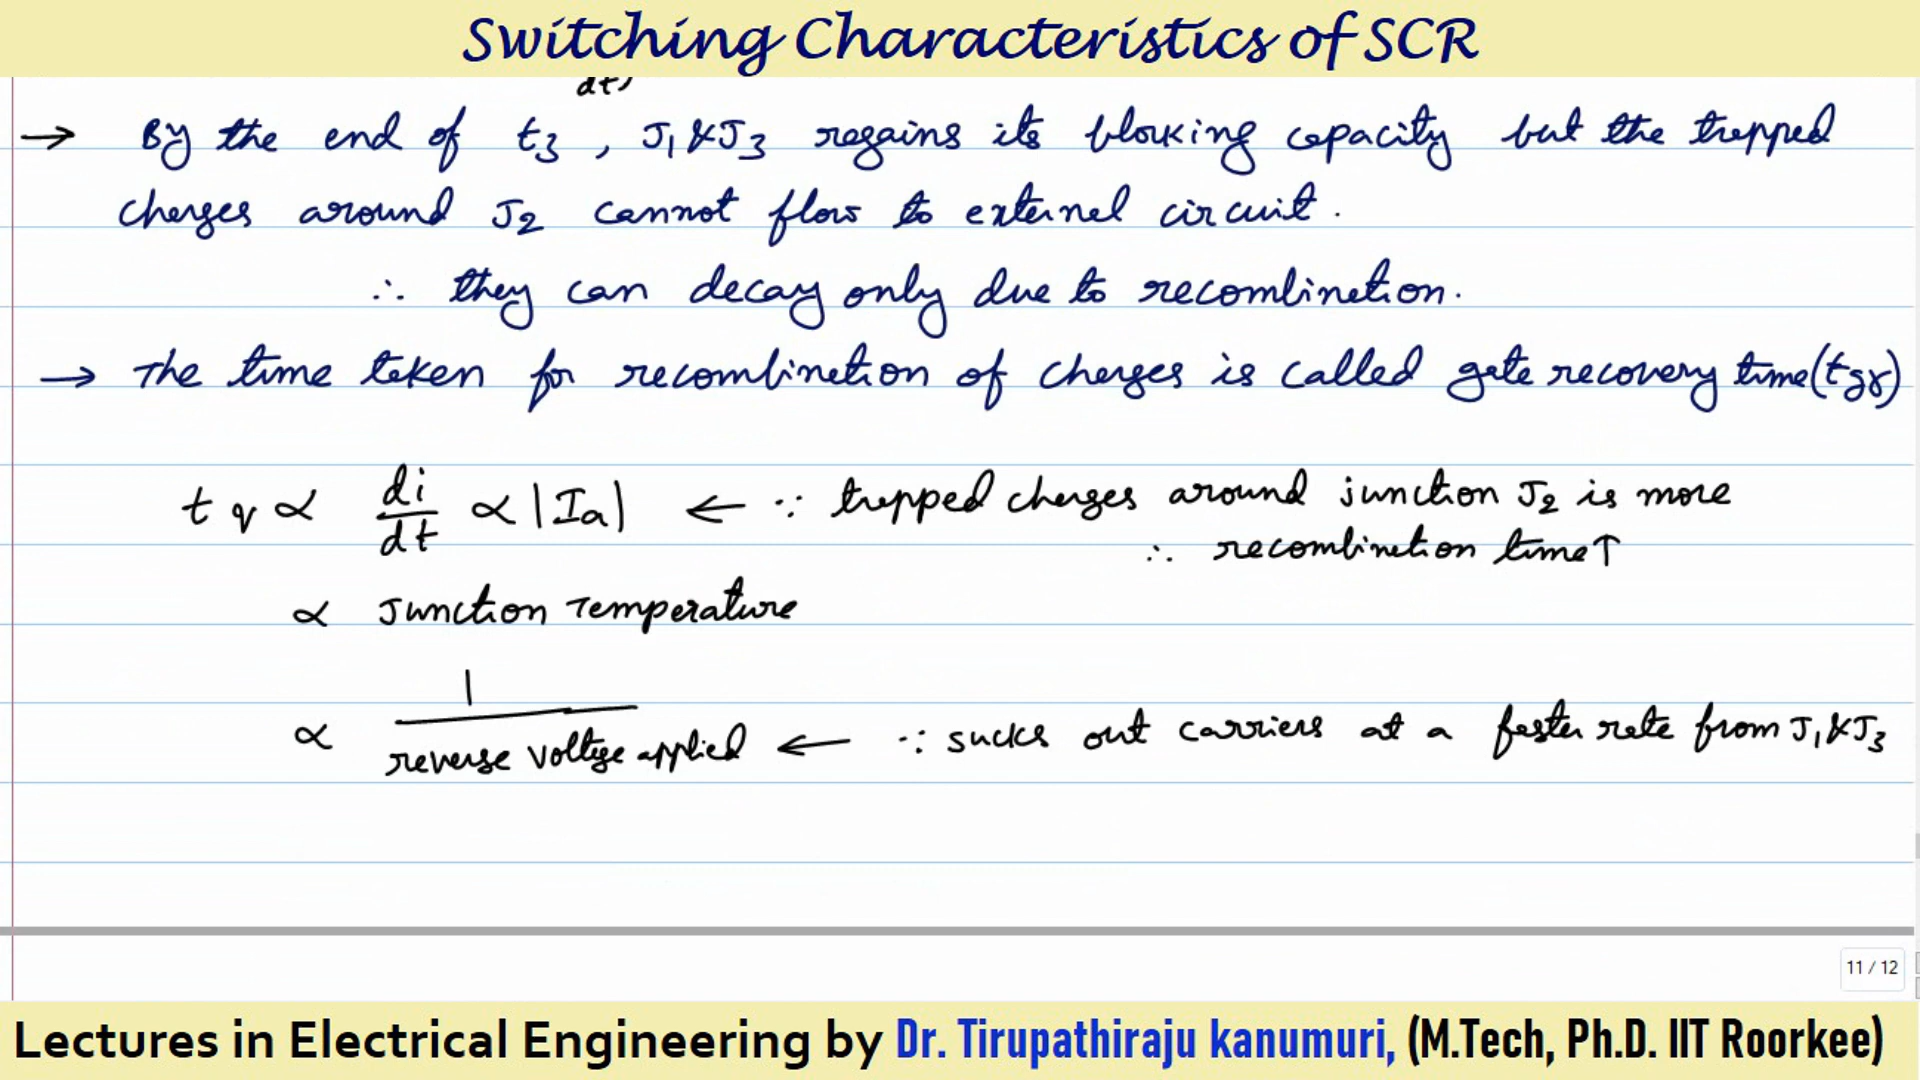 Switching Characteristics of SCR
dt)
→ By the end of t3, J1 & J3 regains its blocking capacity but the trapped
charges around J2 cannot flow to external circuit.
∴ they can decay only due to recombination.
→ The time taken for recombination of charges is called gate recovery time (tgr)
tq ∝ di/dt ∝ |Ia| ← ∵ trapped charges around junction J2 is more
∴ recombination time ↑
∝ Junction Temperature
∝ 1/reverse voltage applied ← ∵ sucks out carriers at a faster rate from J1 & J3
11 / 12
Lectures in Electrical Engineering by Dr. Tirupathiraju kanumuri, (M.Tech, Ph.D. IIT Roorkee)